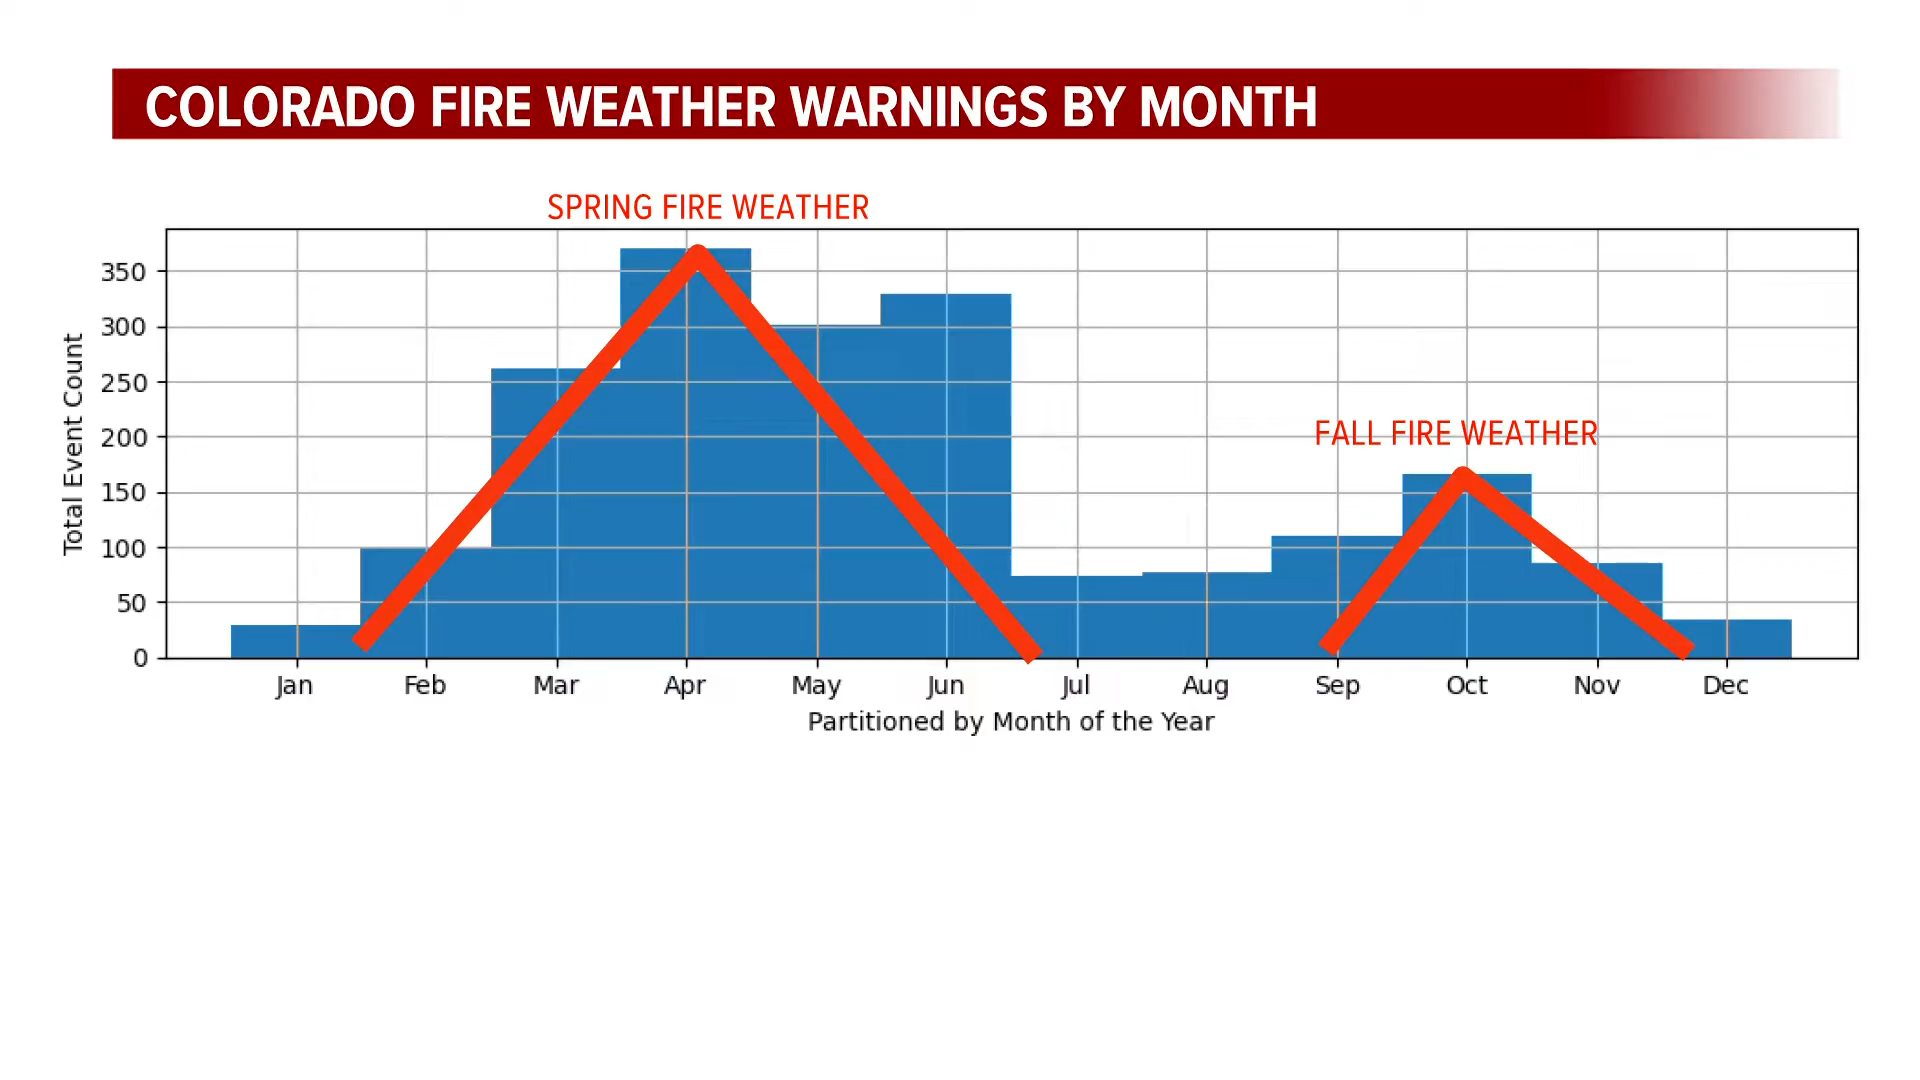 COLORADO FIRE WEATHER WARNINGS BY MONTH
SPRING FIRE WEATHER
FALL FIRE WEATHER
Total Event Count
350
300
250
200
150
100
50
0
Jan Feb Mar Apr May Jun Jul Aug Sep Oct Nov Dec
Partitioned by Month of the Year